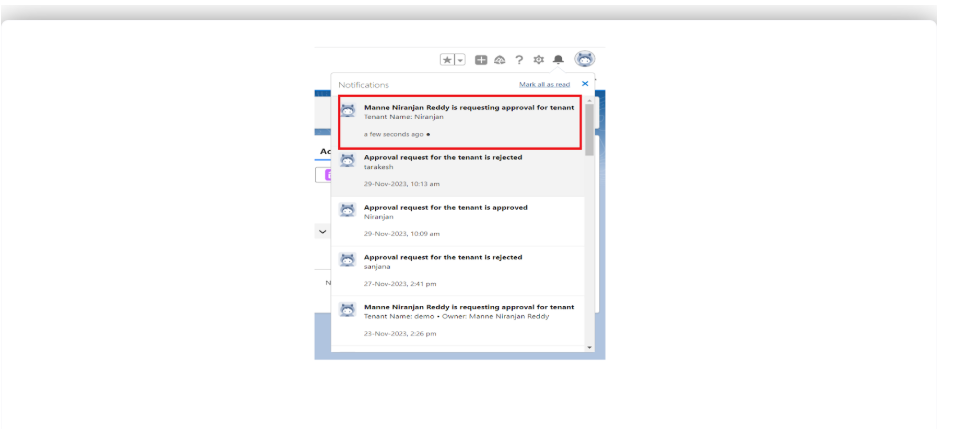 Notifications
Mark all as read
Manne Niranjan Reddy is requesting approval for tenant
Tenant Name: Niranjan
a few seconds ago •
Ac
Approval request for the tenant is rejected
tarakesh
29-Nov-2023, 10:13 am
Approval request for the tenant is approved
Niranjan
29-Nov-2023, 10:09 am
Approval request for the tenant is rejected
sanjana
27-Nov-2023, 2:41 pm
N
Manne Niranjan Reddy is requesting approval for tenant
Tenant Name: demo • Owner: Manne Niranjan Reddy
23-Nov-2023, 2:26 pm